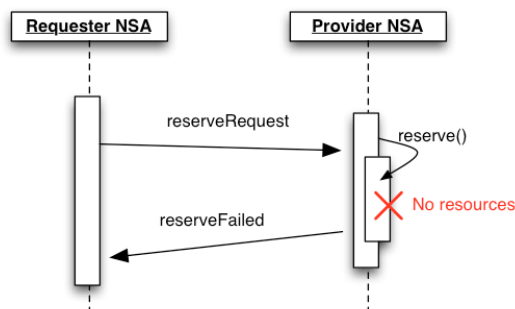 Requester NSA
Provider NSA
reserveRequest
reserve()
No resources
reserveFailed